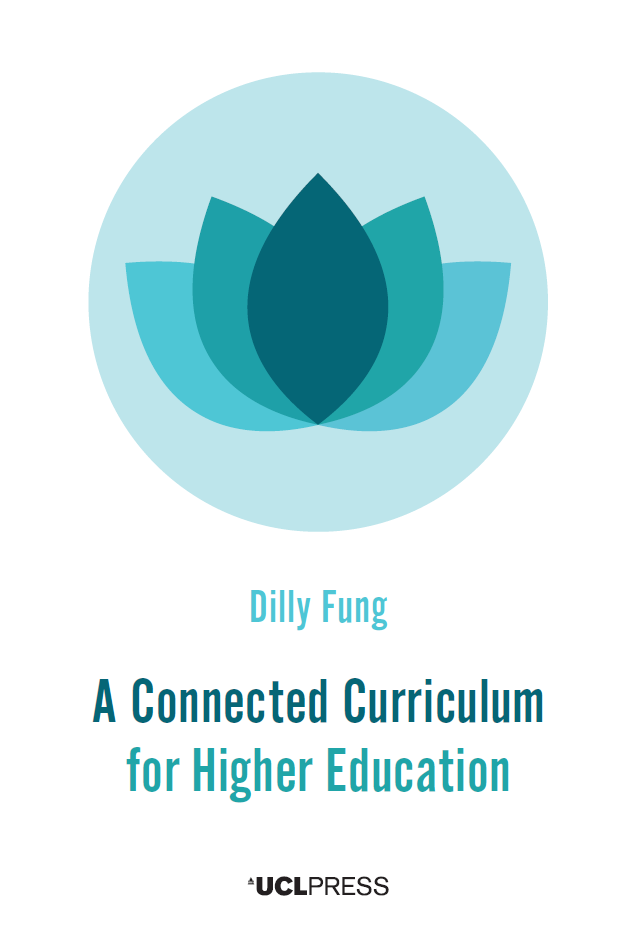 Dilly Fung
A Connected Curriculum
for Higher Education
UCLPRESS